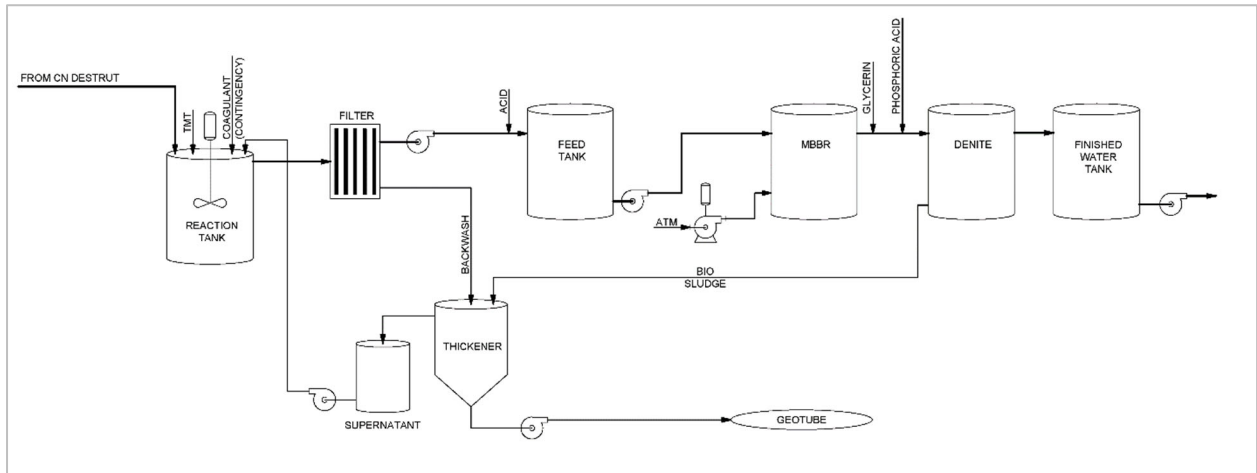 FROM CN DESTRUT
TMT
COAGULANT
(CONTINGENCY)
REACTION
TANK
FILTER
BACKWASH
ACID
FEED
TANK
ATM
MBBR
GLYCERIN
PHOSPHORIC ACID
DENITE
FINISHED
WATER
TANK
BIO
SLUDGE
THICKENER
SUPERNATANT
GEOTUBE